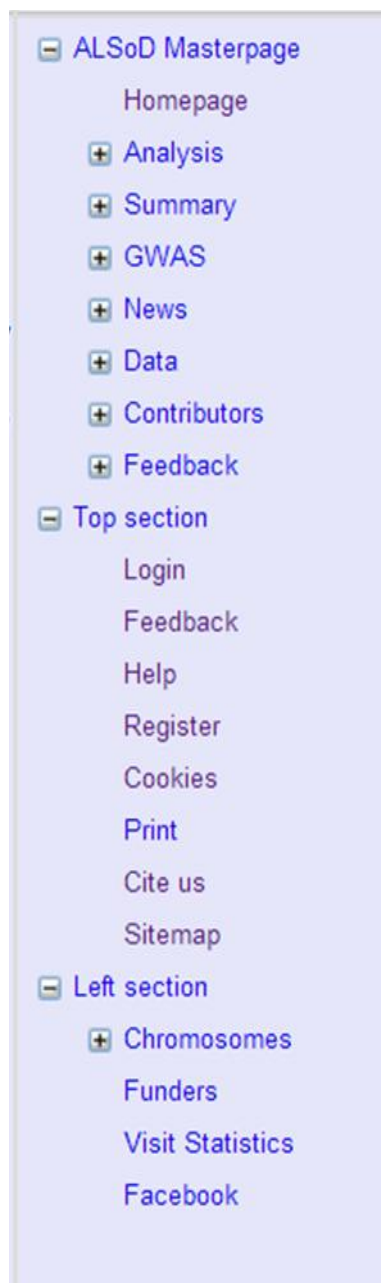 ALSoD Masterpage
Homepage
Analysis
Summary
GWAS
News
Data
Contributors
Feedback
Top section
Login
Feedback
Help
Register
Cookies
Print
Cite us
Sitemap
Left section
Chromosomes
Funders
Visit Statistics
Facebook